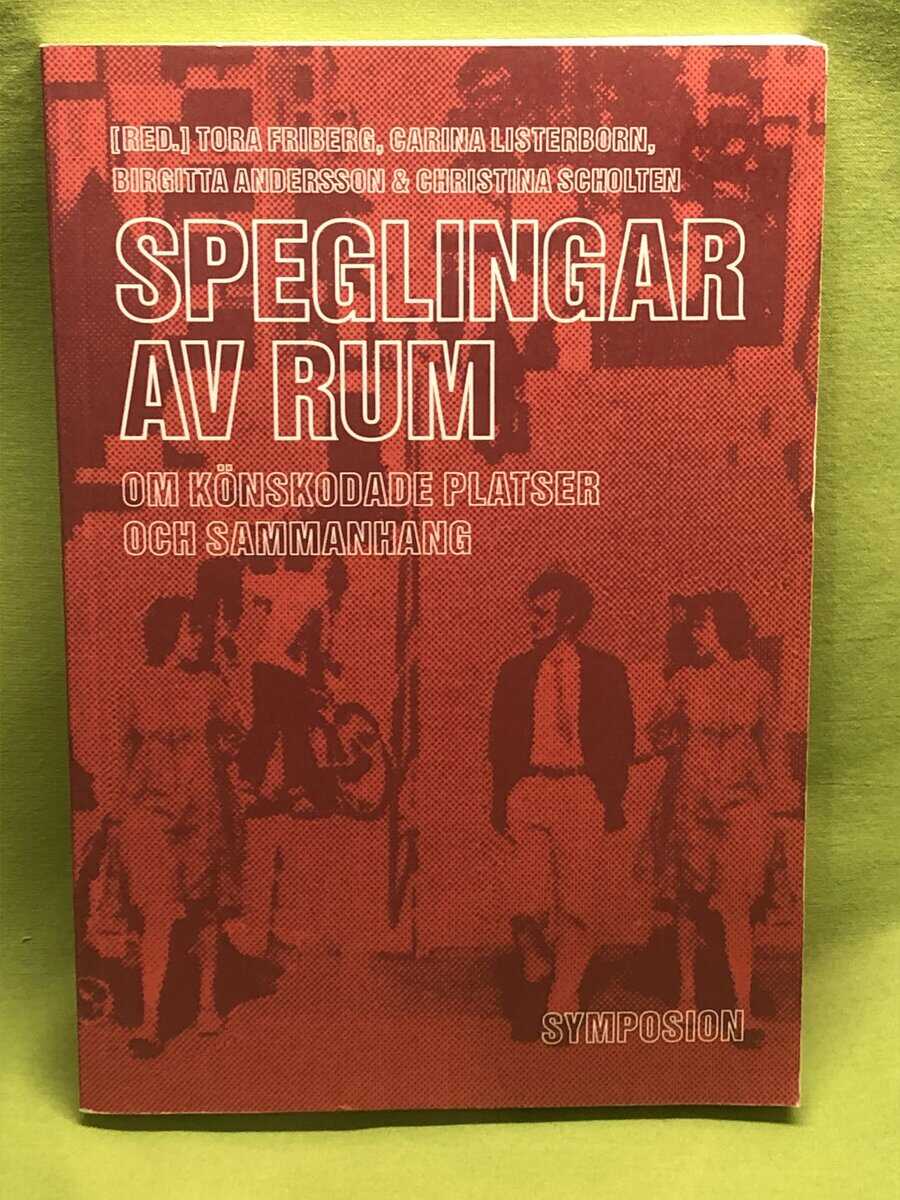 [RED.] TORA FRIBERG, CARINA LISTERBORN,
BIRGITTA ANDERSSON & CHRISTINA SCHOLTEN
SPEGLINGAR
AV RUM
OM KÖNSKODADE PLATSER
OCH SAMMANHANG
SYMPOSION